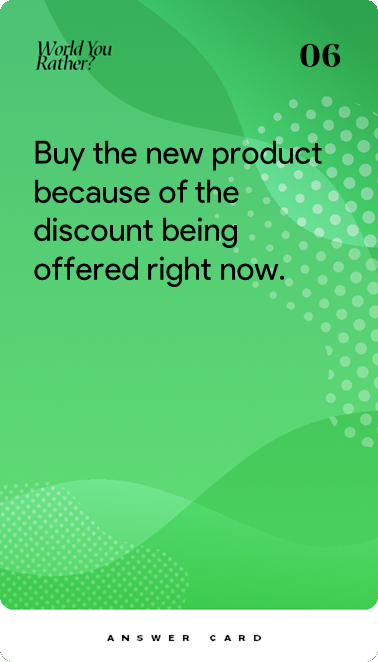 World You
Rather?
06
Buy the new product
because of the
discount being
offered right now.
ANSWER CARD